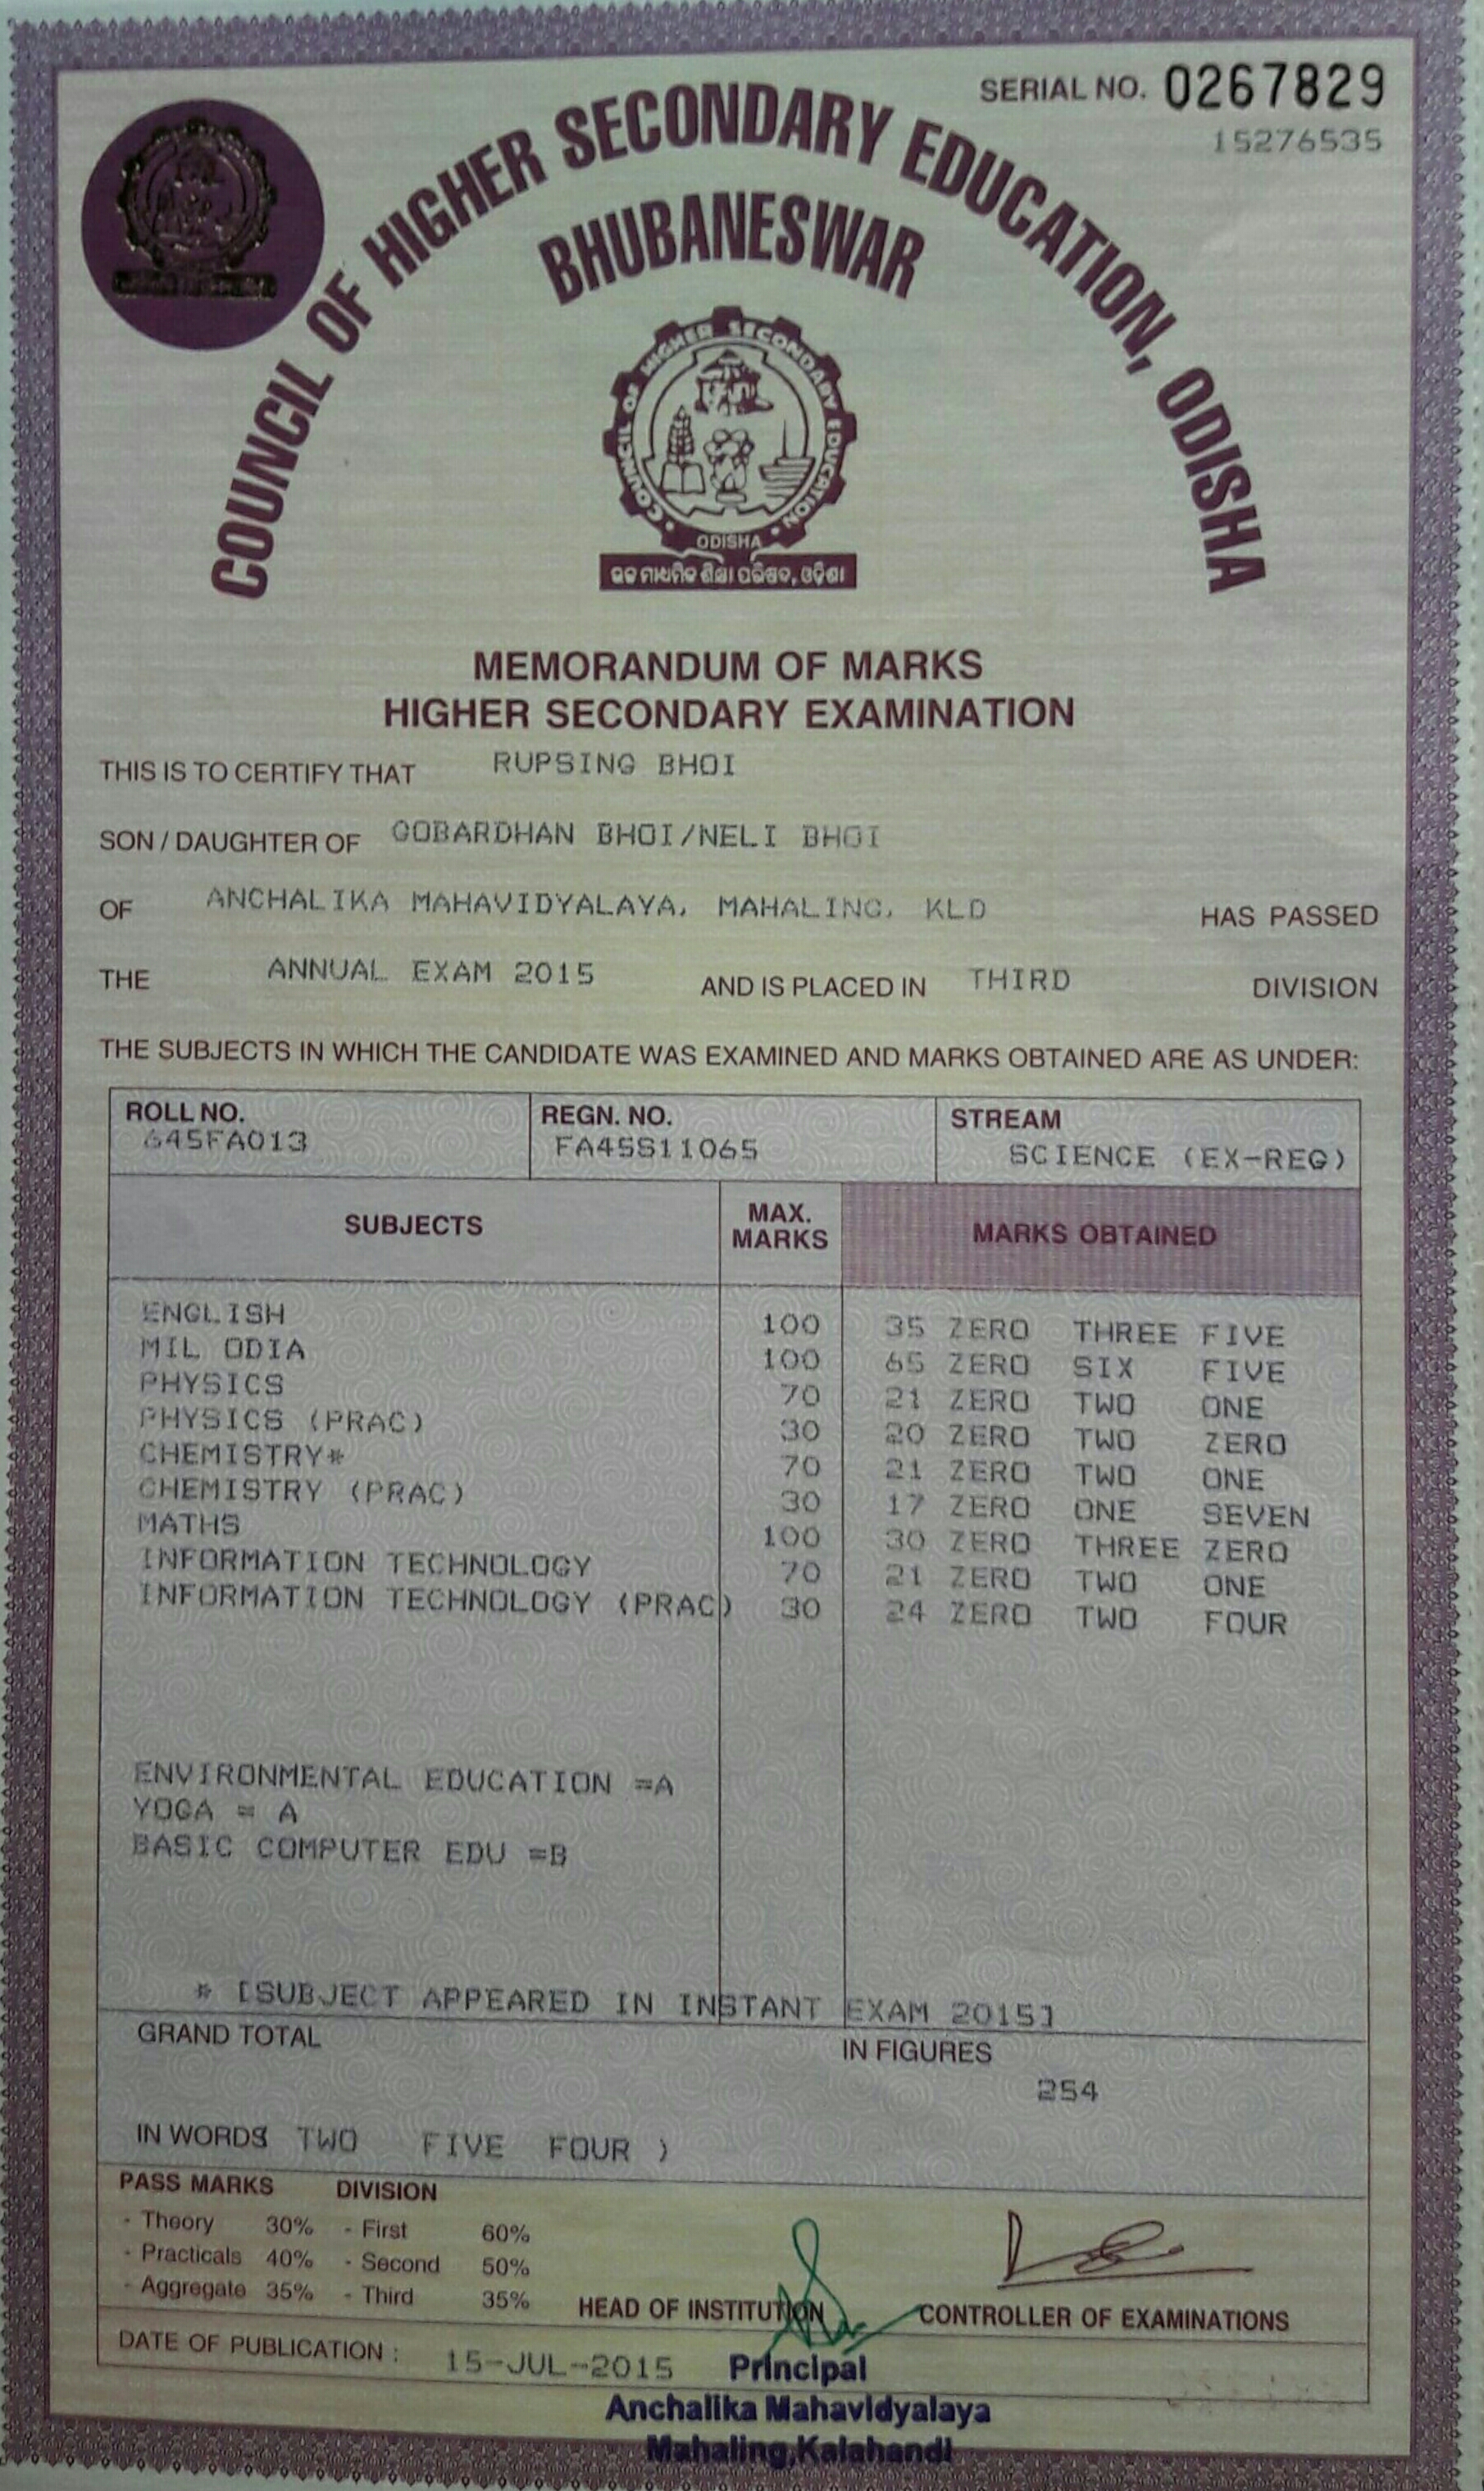 SERIAL NO. 0267829
15276535
COUNCIL OF HIGHER SECONDARY EDUCATION, ODISHA
BHUBANESWAR
COUNCIL OF HIGHER SECONDARY EDUCATION
ODISHA
ଉଚ୍ଚ ମାଧ୍ୟମିକ ଶିକ୍ଷା ପରିଷଦ, ଓଡ଼ିଶା
MEMORANDUM OF MARKS
HIGHER SECONDARY EXAMINATION
THIS IS TO CERTIFY THAT RUPSING BHOI
SON / DAUGHTER OF GOBARDHAN BHOI/NELI BHOI
OF ANCHALIKA MAHAVIDYALAYA, MAHALING, KLD HAS PASSED
THE ANNUAL EXAM 2015 AND IS PLACED IN THIRD DIVISION
THE SUBJECTS IN WHICH THE CANDIDATE WAS EXAMINED AND MARKS OBTAINED ARE AS UNDER:
ROLL NO. REGN. NO. STREAM
645FA013 FA45S11065 SCIENCE (EX-REG)
SUBJECTS MAX. MARKS MARKS OBTAINED
ENGLISH 100 35 ZERO THREE FIVE
MIL ODIA 100 65 ZERO SIX FIVE
PHYSICS 70 21 ZERO TWO ONE
PHYSICS (PRAC) 30 20 ZERO TWO ZERO
CHEMISTRY* 70 21 ZERO TWO ONE
CHEMISTRY (PRAC) 30 17 ZERO ONE SEVEN
MATHS 100 30 ZERO THREE ZERO
INFORMATION TECHNOLOGY 70 21 ZERO TWO ONE
INFORMATION TECHNOLOGY (PRAC) 30 24 ZERO TWO FOUR
ENVIRONMENTAL EDUCATION =A
YOGA = A
BASIC COMPUTER EDU =B
* [SUBJECT APPEARED IN INSTANT EXAM 2015]
GRAND TOTAL IN FIGURES
254
IN WORDS TWO FIVE FOUR )
PASS MARKS DIVISION
- Theory 30% - First 60%
- Practicals 40% - Second 50%
- Aggregate 35% - Third 35%
HEAD OF INSTITUTION CONTROLLER OF EXAMINATIONS
DATE OF PUBLICATION : 15-JUL-2015
Principal
Anchalika Mahavidyalaya
Mahaling,Kalahandi